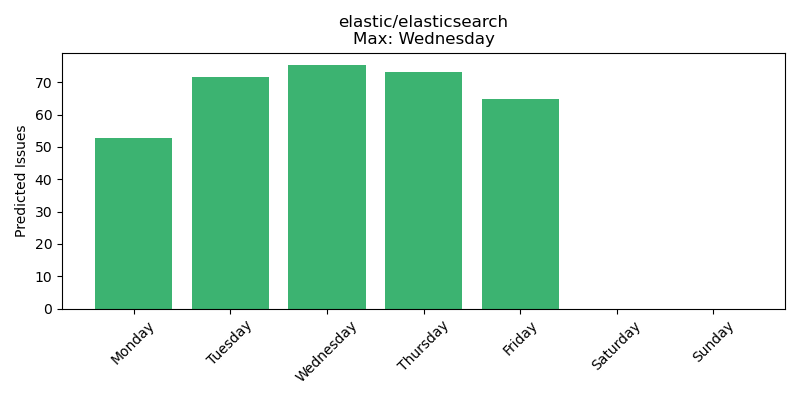 elastic/elasticsearch
Max: Wednesday
Predicted Issues
70
60
50
40
30
20
10
0
Monday
Tuesday
Wednesday
Thursday
Friday
Saturday
Sunday